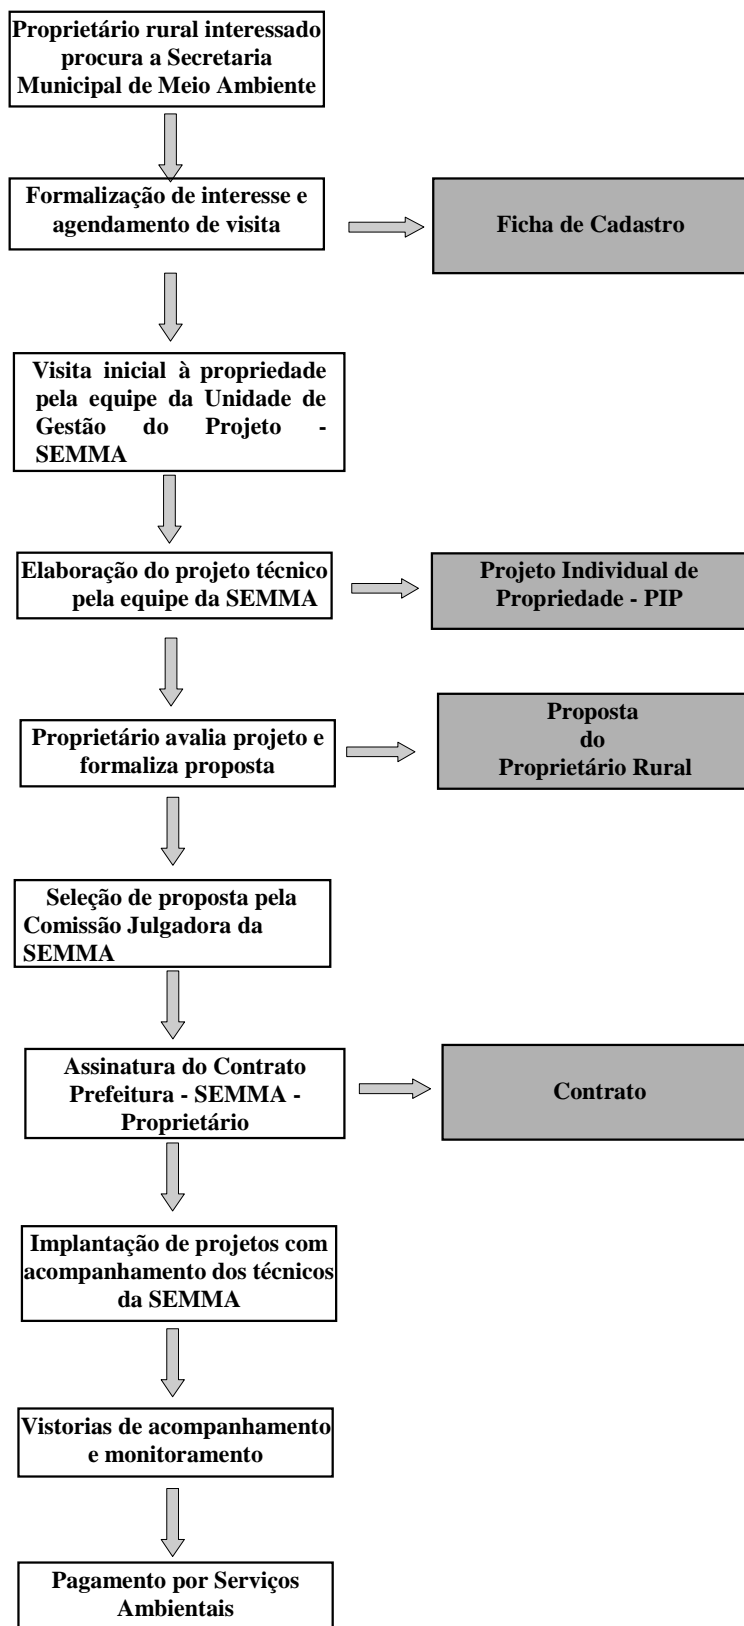 Proprietário rural interessado
procura a Secretaria
Municipal de Meio Ambiente
Formalização de interesse e
agendamento de visita
Ficha de Cadastro
Visita inicial à propriedade
pela equipe da Unidade de
Gestão do Projeto -
SEMMA
Elaboração do projeto técnico
pela equipe da SEMMA
Projeto Individual de
Propriedade - PIP
Proprietário avalia projeto e
formaliza proposta
Proposta
do
Proprietário Rural
Seleção de proposta pela
Comissão Julgadora da
SEMMA
Assinatura do Contrato
Prefeitura - SEMMA -
Proprietário
Contrato
Implantação de projetos com
acompanhamento dos técnicos
da SEMMA
Vistorias de acompanhamento
e monitoramento
Pagamento por Serviços
Ambientais